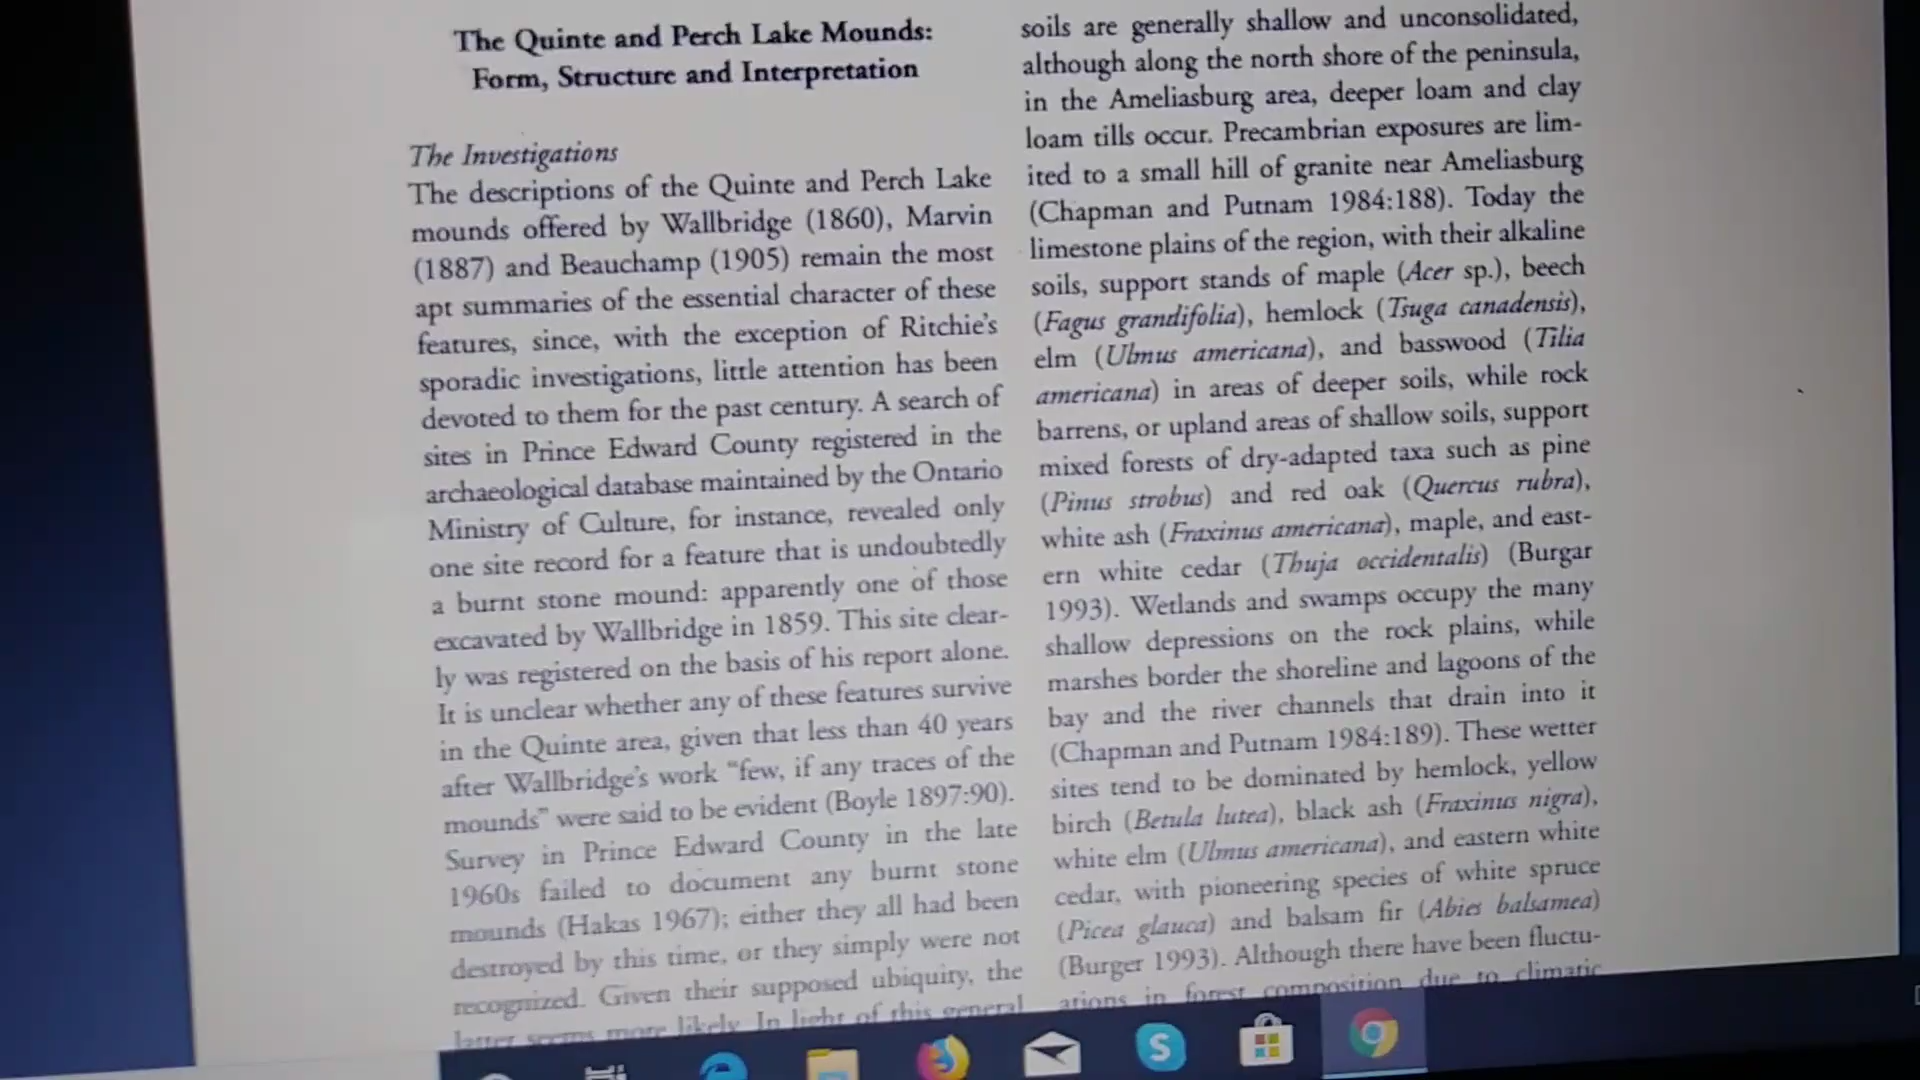 The Quinte and Perch Lake Mounds:
Form, Structure and Interpretation
The Investigations
The descriptions of the Quinte and Perch Lake
mounds offered by Wallbridge (1860), Marvin
(1887) and Beauchamp (1905) remain the most
apt summaries of the essential character of these
features, since, with the exception of Ritchie's
sporadic investigations, little attention has been
devoted to them for the past century. A search of
sites in Prince Edward County registered in the
archaeological database maintained by the Ontario
Ministry of Culture, for instance, revealed only
one site record for a feature that is undoubtedly
a burnt stone mound: apparently one of those
excavated by Wallbridge in 1859. This site clear-
ly was registered on the basis of his report alone.
It is unclear whether any of these features survive
in the Quinte area, given that less than 40 years
after Wallbridge's work "few, if any traces of the
mounds" were said to be evident (Boyle 1897:90).
Survey in Prince Edward County in the late
1960s failed to document any burnt stone
mounds (Hakas 1967); either they all had been
destroyed by this time, or they simply were not
recognized. Given their supposed ubiquity, the
latter seems more likely. In light of this general
soils are generally shallow and unconsolidated,
although along the north shore of the peninsula,
in the Ameliasburg area, deeper loam and clay
loam tills occur. Precambrian exposures are lim-
ited to a small hill of granite near Ameliasburg
(Chapman and Putnam 1984:188). Today the
limestone plains of the region, with their alkaline
soils, support stands of maple (Acer sp.), beech
(Fagus grandifolia), hemlock (Tsuga canadensis),
elm (Ulmus americana), and basswood (Tilia
americana) in areas of deeper soils, while rock
barrens, or upland areas of shallow soils, support
mixed forests of dry-adapted taxa such as pine
(Pinus strobus) and red oak (Quercus rubra),
white ash (Fraxinus americana), maple, and east-
ern white cedar (Thuja occidentalis) (Burgar
1993). Wetlands and swamps occupy the many
shallow depressions on the rock plains, while
marshes border the shoreline and lagoons of the
bay and the river channels that drain into it
(Chapman and Putnam 1984:189). These wetter
sites tend to be dominated by hemlock, yellow
birch (Betula lutea), black ash (Fraxinus nigra),
white elm (Ulmus americana), and eastern white
cedar, with pioneering species of white spruce
(Picea glauca) and balsam fir (Abies balsamea)
(Burger 1993). Although there have been fluctu-
ations in forest composition due to climatic
S